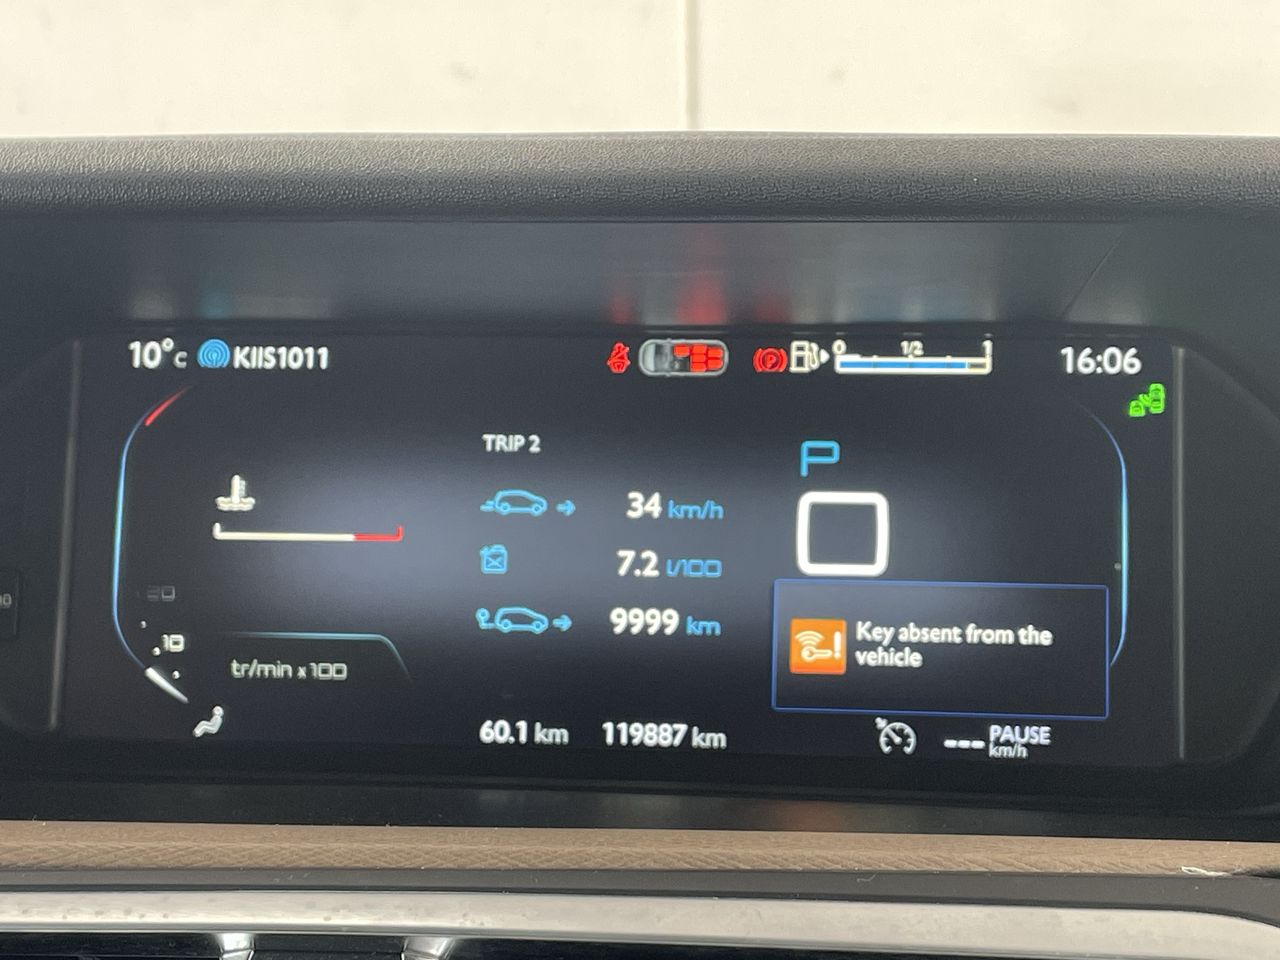 10°C KIIS1011
0 1/2 1
16:06
TRIP 2
P
34 km/h
7.2 l/100
9999 km
10
tr/min x100
Key absent from the
vehicle
60.1 km 119887 km
--- PAUSE
km/h